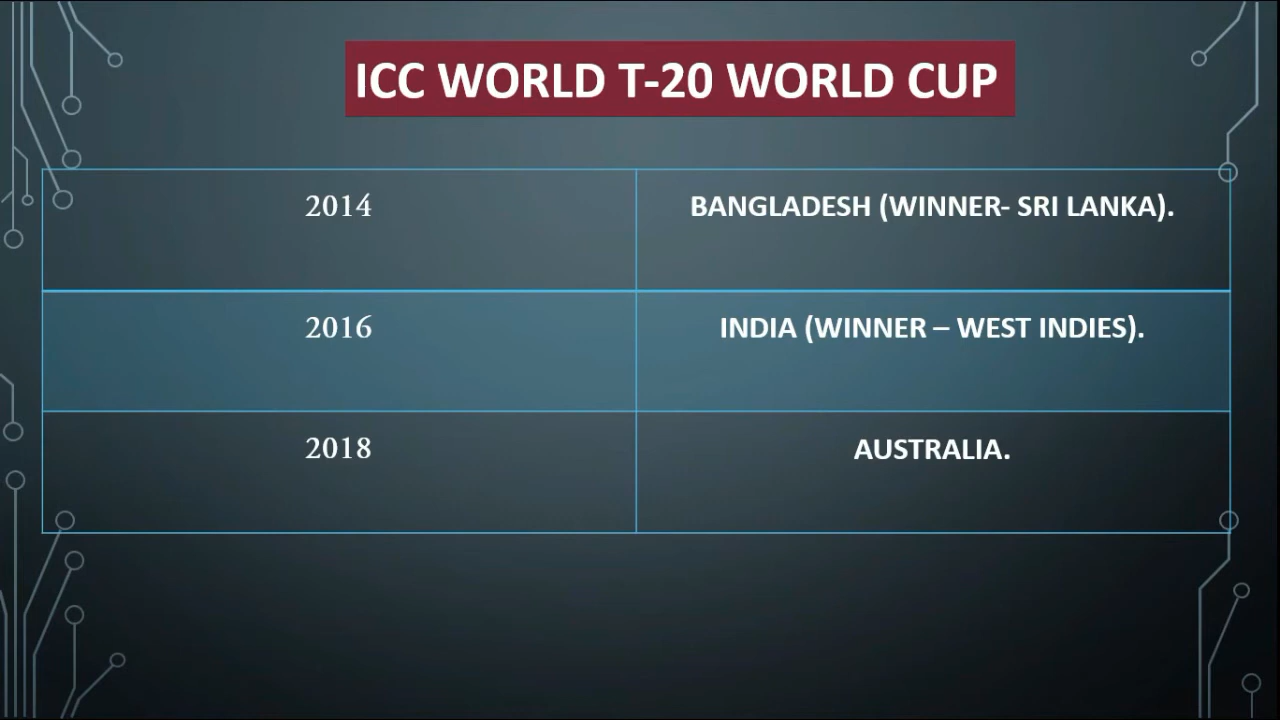 ICC WORLD T-20 WORLD CUP
2014 BANGLADESH (WINNER- SRI LANKA).
2016 INDIA (WINNER – WEST INDIES).
2018 AUSTRALIA.